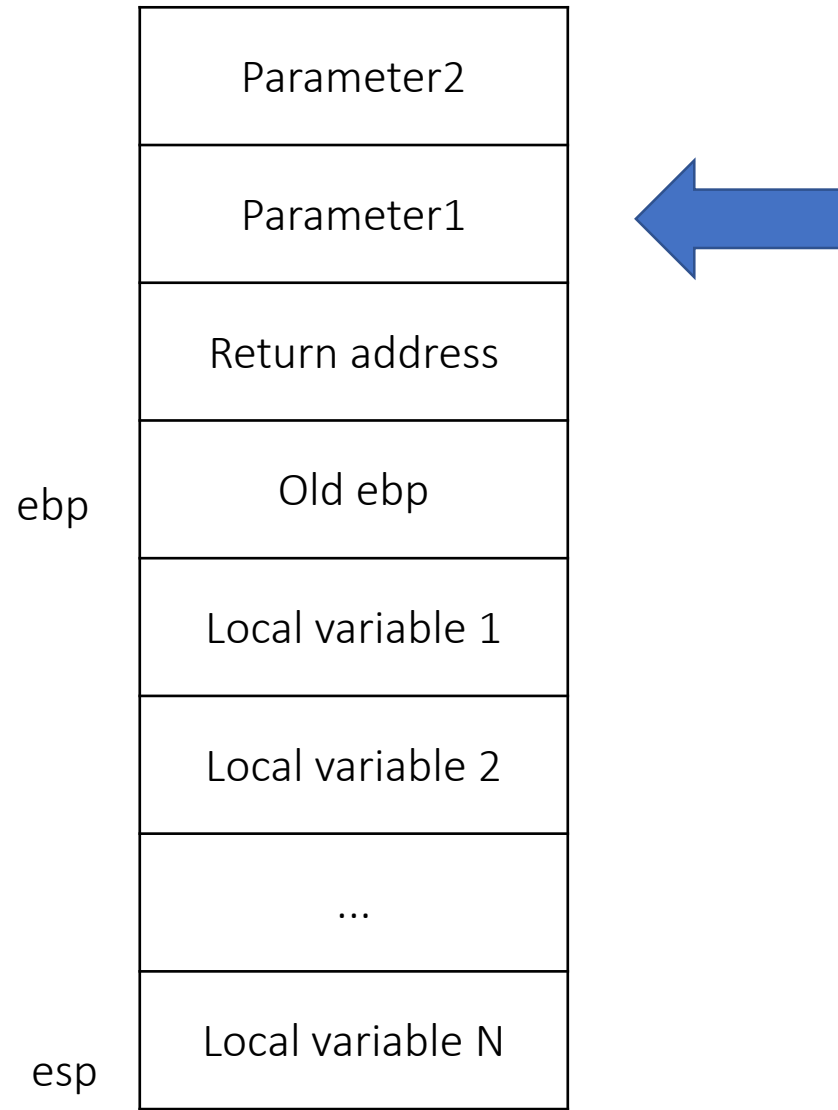 Parameter2
Parameter1
Return address
ebp
Old ebp
Local variable 1
Local variable 2
...
Local variable N
esp